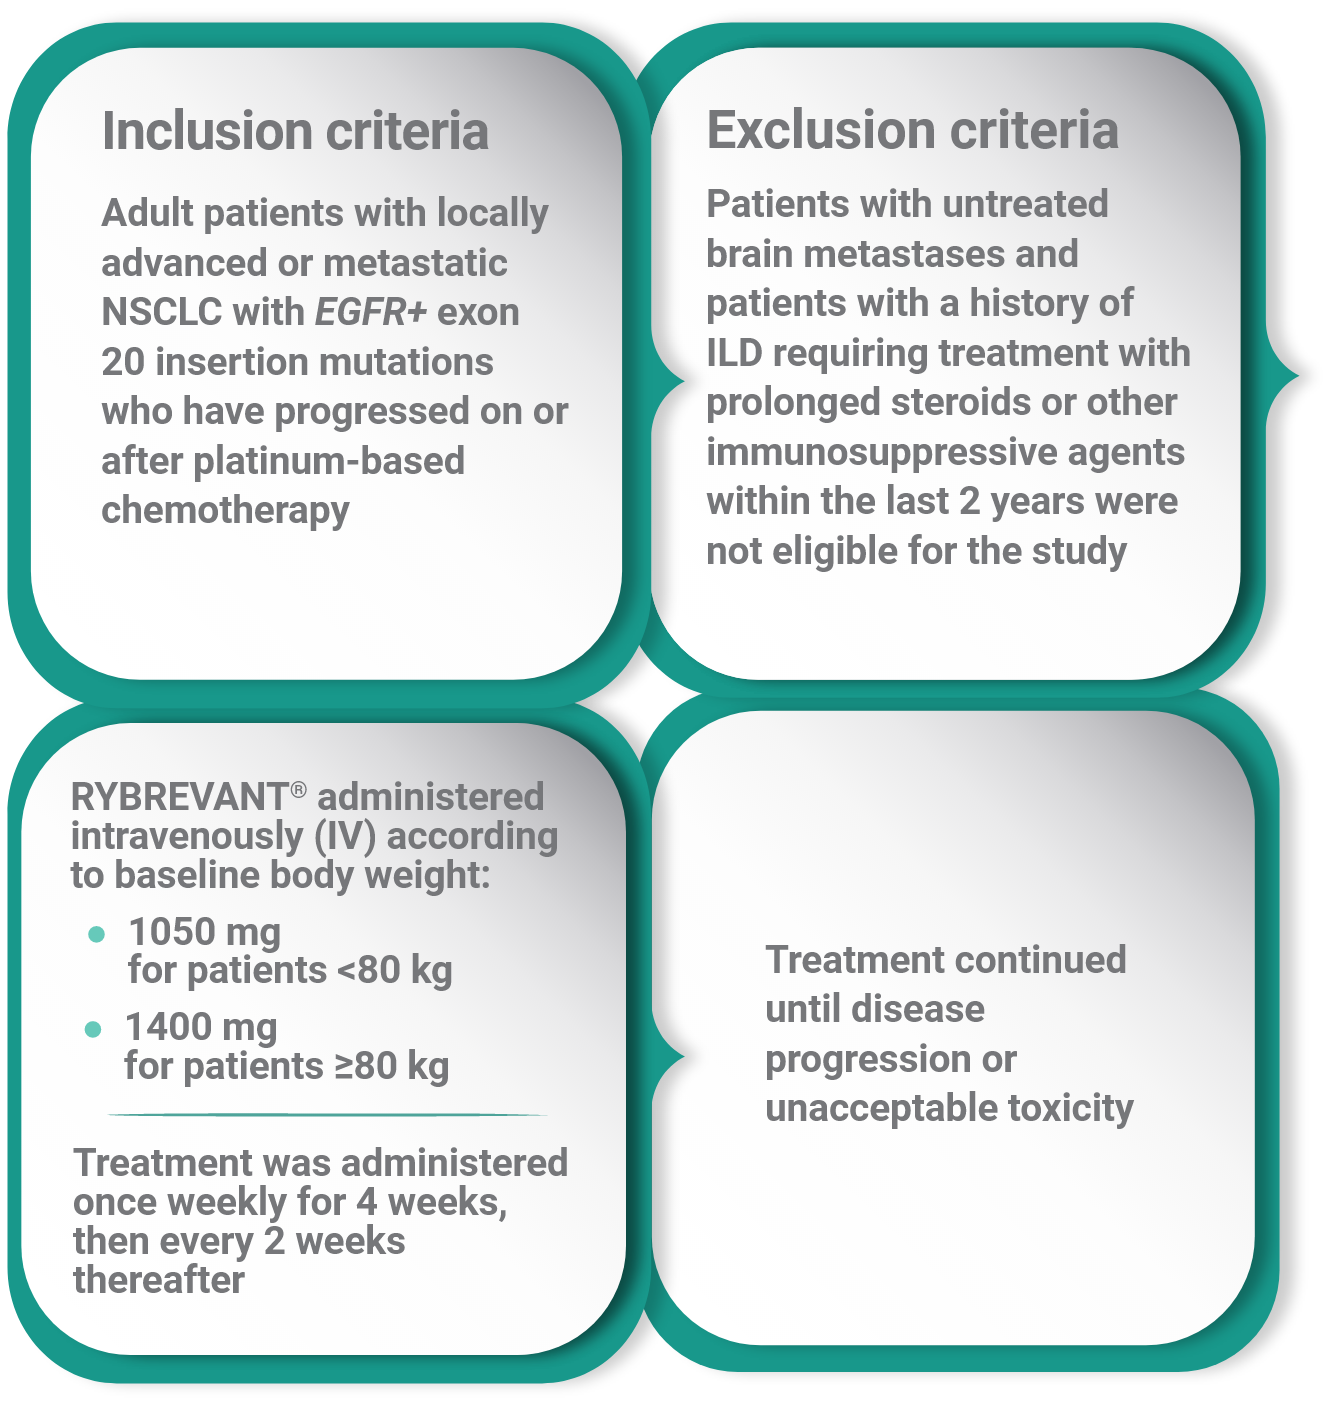 Inclusion criteria
Adult patients with locally
advanced or metastatic
NSCLC with EGFR+ exon
20 insertion mutations
who have progressed on or
after platinum-based
chemotherapy
Exclusion criteria
Patients with untreated
brain metastases and
patients with a history of
ILD requiring treatment with
prolonged steroids or other
immunosuppressive agents
within the last 2 years were
not eligible for the study
RYBREVANT® administered
intravenously (IV) according
to baseline body weight:
• 1050 mg
for patients <80 kg
• 1400 mg
for patients ≥80 kg
Treatment was administered
once weekly for 4 weeks,
then every 2 weeks
thereafter
Treatment continued
until disease
progression or
unacceptable toxicity